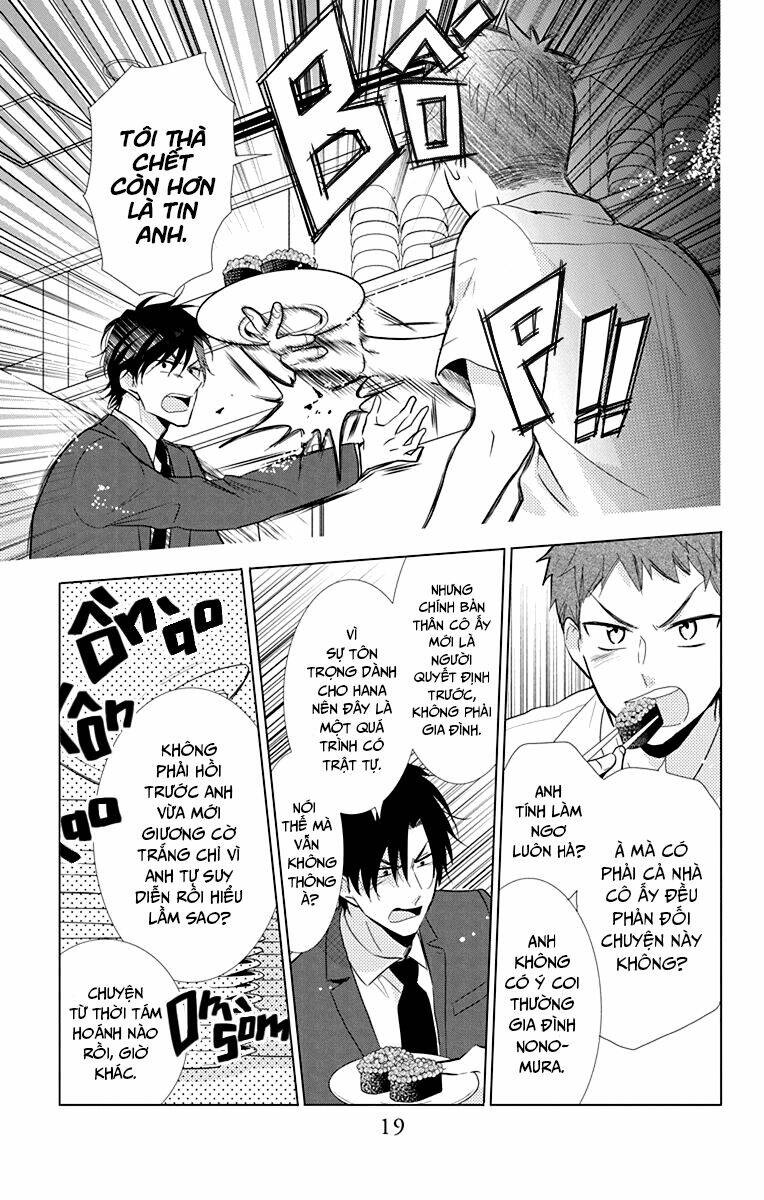 BỐP!!
TÔI THÀ
CHẾT
CÒN HƠN
LÀ TIN
ANH.
À MÀ CÓ
PHẢI CẢ NHÀ
CÔ ẤY ĐỀU
PHẢN ĐỐI
CHUYỆN NÀY
KHÔNG?
ANH
TÍNH LÀM
NGƠ
LUÔN HÀ?
ANH
KHÔNG
CÓ Ý COI
THƯỜNG
GIA ĐÌNH
NONO-
MURA.
NHƯNG
CHÍNH BẢN
THÂN CÔ ẤY
MỚI LÀ
NGƯỜI
QUYẾT ĐỊNH
TRƯỚC,
KHÔNG PHẢI
GIA ĐÌNH.
VÌ
SỰ TÔN
TRỌNG DÀNH
CHO HANA
NÊN ĐÂY LÀ
MỘT QUÁ
TRÌNH CÓ
TRẬT TỰ.
NÓI
THẾ MÀ
VẪN
KHÔNG
THÔNG
À?
ỒN ÀO
KHÔNG
PHẢI HỒI
TRƯỚC ANH
VỪA MỚI
GIƯƠNG CỜ
TRẮNG CHỈ VÌ
ANH TỰ SUY
DIỄN RỒI HIỂU
LẦM SAO?
CHUYỆN
TỪ THỜI TÁM
HOÁNH NÀO
RỒI, GIỜ
KHÁC.
OM SÒM
19